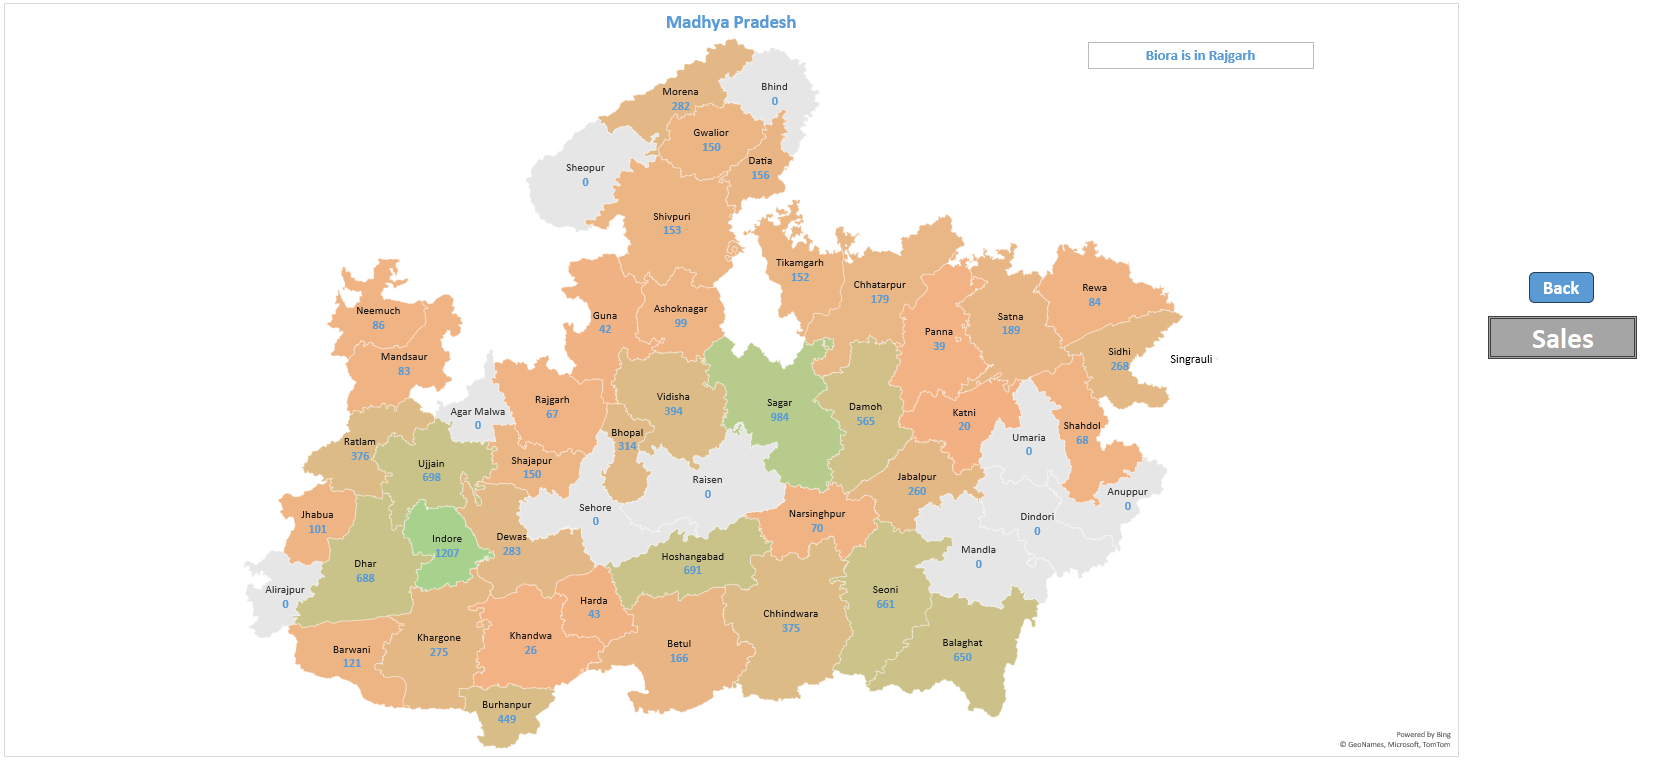 Madhya Pradesh
Biora is in Rajgarh
Morena
282
Bhind
0
Gwalior
150
Datia
156
Sheopur
0
Shivpuri
153
Tikamgarh
152
Chhatarpur
179
Rewa
84
Neemuch
86
Guna
42
Ashoknagar
99
Panna
39
Satna
189
Sidhi
268
Singrauli
Mandsaur
83
Agar Malwa
0
Rajgarh
67
Vidisha
394
Sagar
984
Damoh
565
Katni
20
Shahdol
68
Umaria
0
Ratlam
376
Ujjain
698
Shajapur
150
Bhopal
314
Raisen
0
Jabalpur
260
Anuppur
0
Jhabua
101
Indore
1207
Dewas
283
Sehore
0
Narsinghpur
70
Dindori
0
Mandla
0
Alirajpur
0
Dhar
688
Hoshangabad
691
Harda
43
Chhindwara
375
Seoni
661
Barwani
121
Khargone
275
Khandwa
26
Betul
166
Balaghat
650
Burhanpur
449
Back
Sales
Powered by Bing
© GeoNames, Microsoft, TomTom